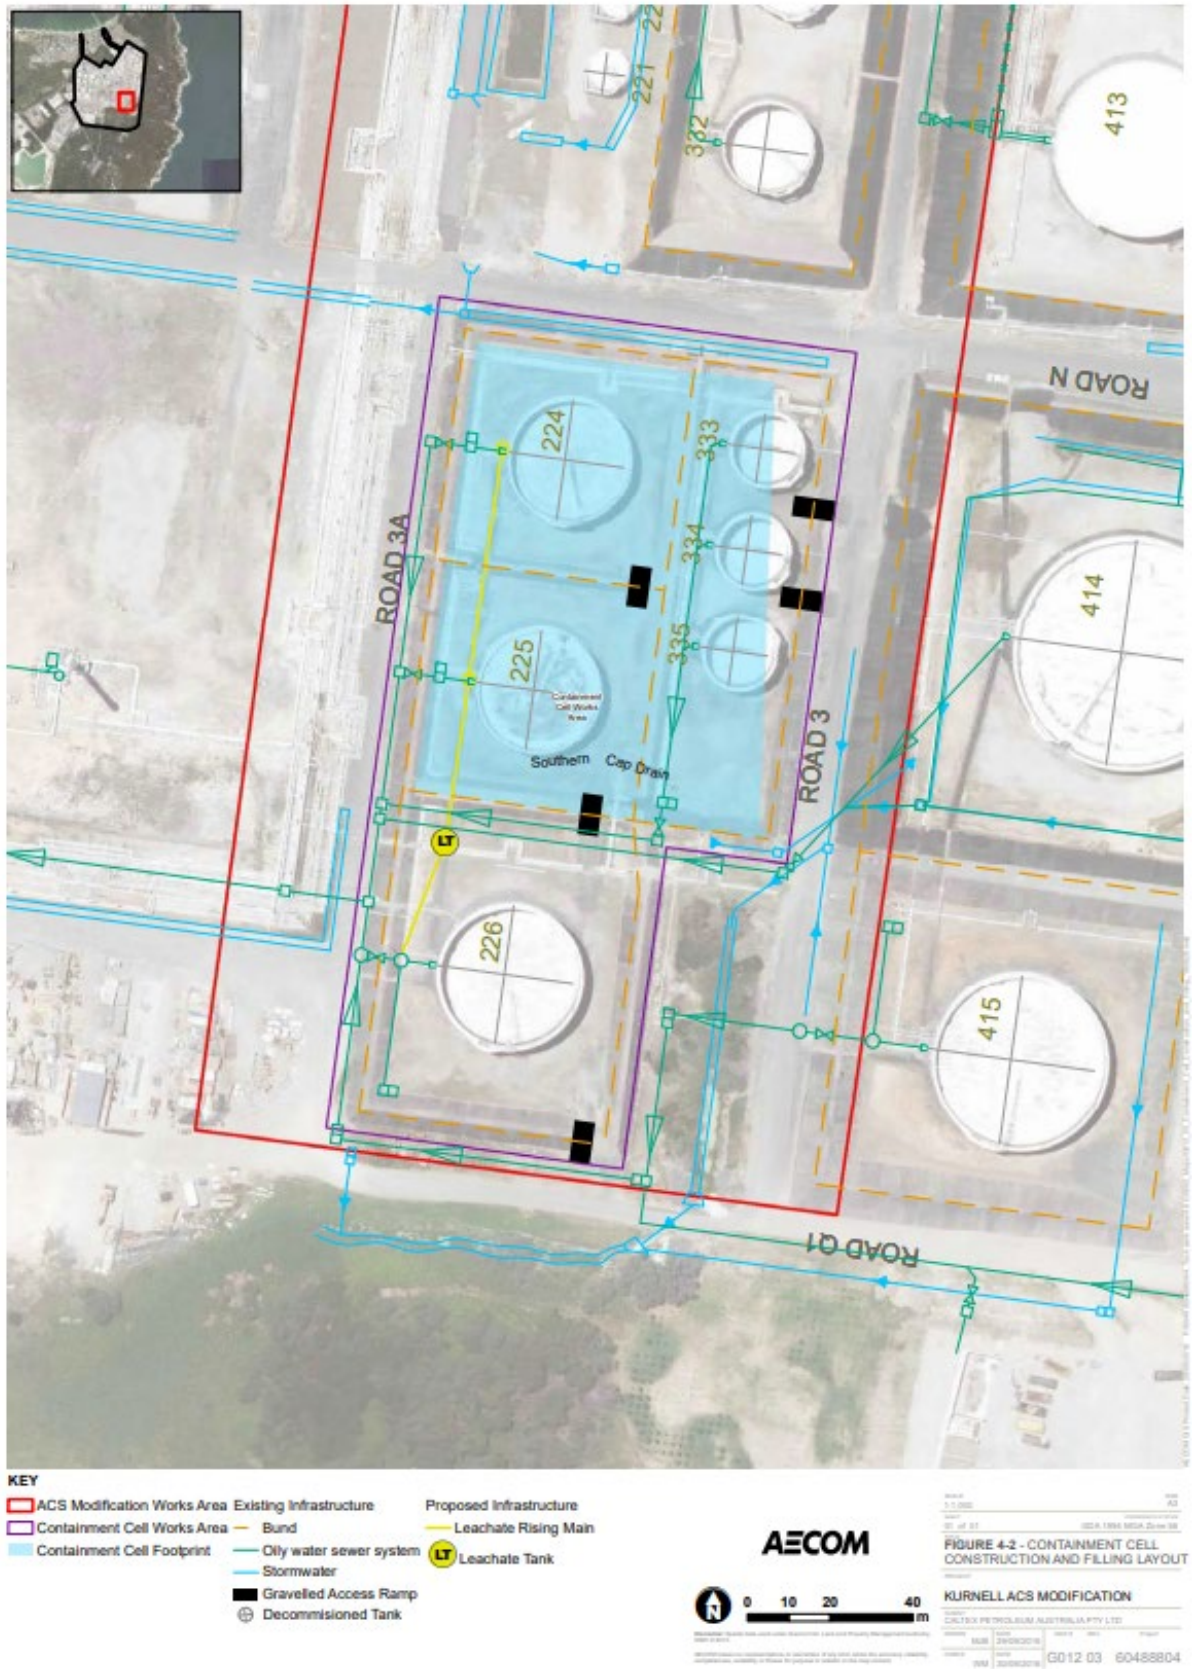 22
221
332
413
ROAD N
224
333
ROAD 3A
334
414
225
335
Containment
Cell Works
Area
Southern Cap Drain
ROAD 3
LT
226
415
ROAD Q1
KEY
ACS Modification Works Area
Containment Cell Works Area
Containment Cell Footprint
Existing Infrastructure
Bund
Oily water sewer system
Stormwater
Gravelled Access Ramp
Decommisioned Tank
Proposed Infrastructure
Leachate Rising Main
LT Leachate Tank
AECOM
N
0 10 20 40
m
A3
FIGURE 4-2 - CONTAINMENT CELL
CONSTRUCTION AND FILLING LAYOUT
KURNELL ACS MODIFICATION
CALTEX PETROLEUM AUSTRALIA PTY LTD
G012 03 60488804